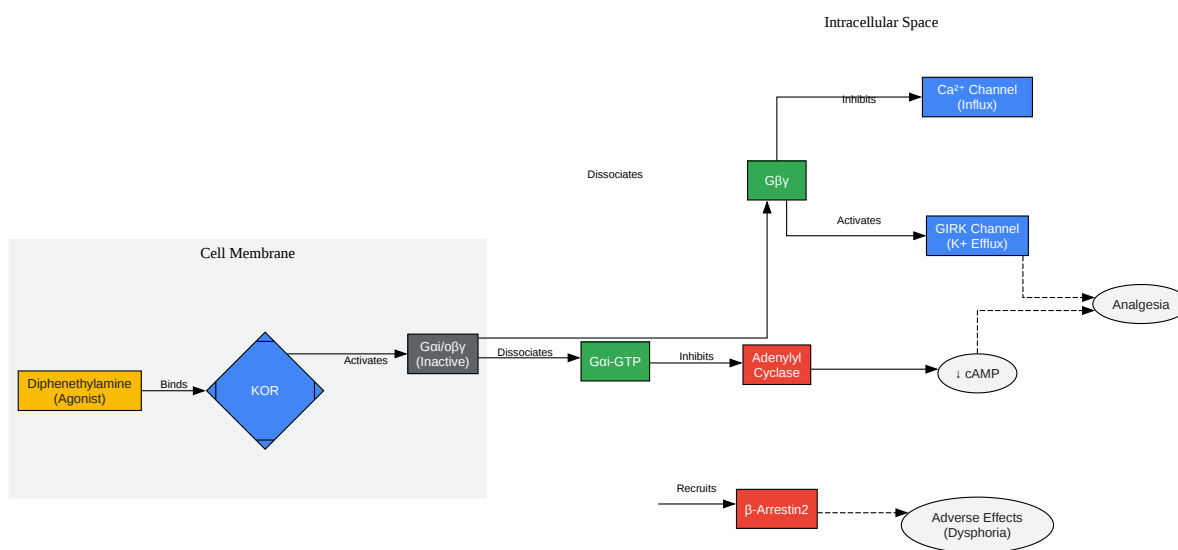 Intracellular Space
Ca²⁺ Channel
(Influx)
Inhibits
Dissociates
Gβγ
Activates
GIRK Channel
(K+ Efflux)
Cell Membrane
Analgesia
Gαi/oβγ
(Inactive)
Activates
Dissociates
Gαi-GTP
Inhibits
Adenylyl
Cyclase
↓ cAMP
Diphenethylamine
(Agonist)
Binds
KOR
Recruits
β-Arrestin2
Adverse Effects
(Dysphoria)